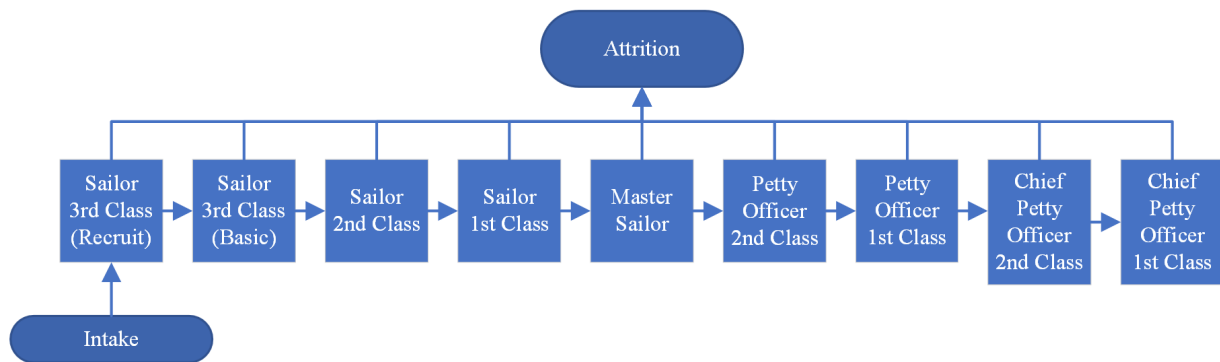 Attrition
Sailor
3rd Class
(Recruit)
Sailor
3rd Class
(Basic)
Sailor
2nd Class
Sailor
1st Class
Master
Sailor
Petty
Officer
2nd Class
Petty
Officer
1st Class
Chief
Petty
Officer
2nd Class
Chief
Petty
Officer
1st Class
Intake